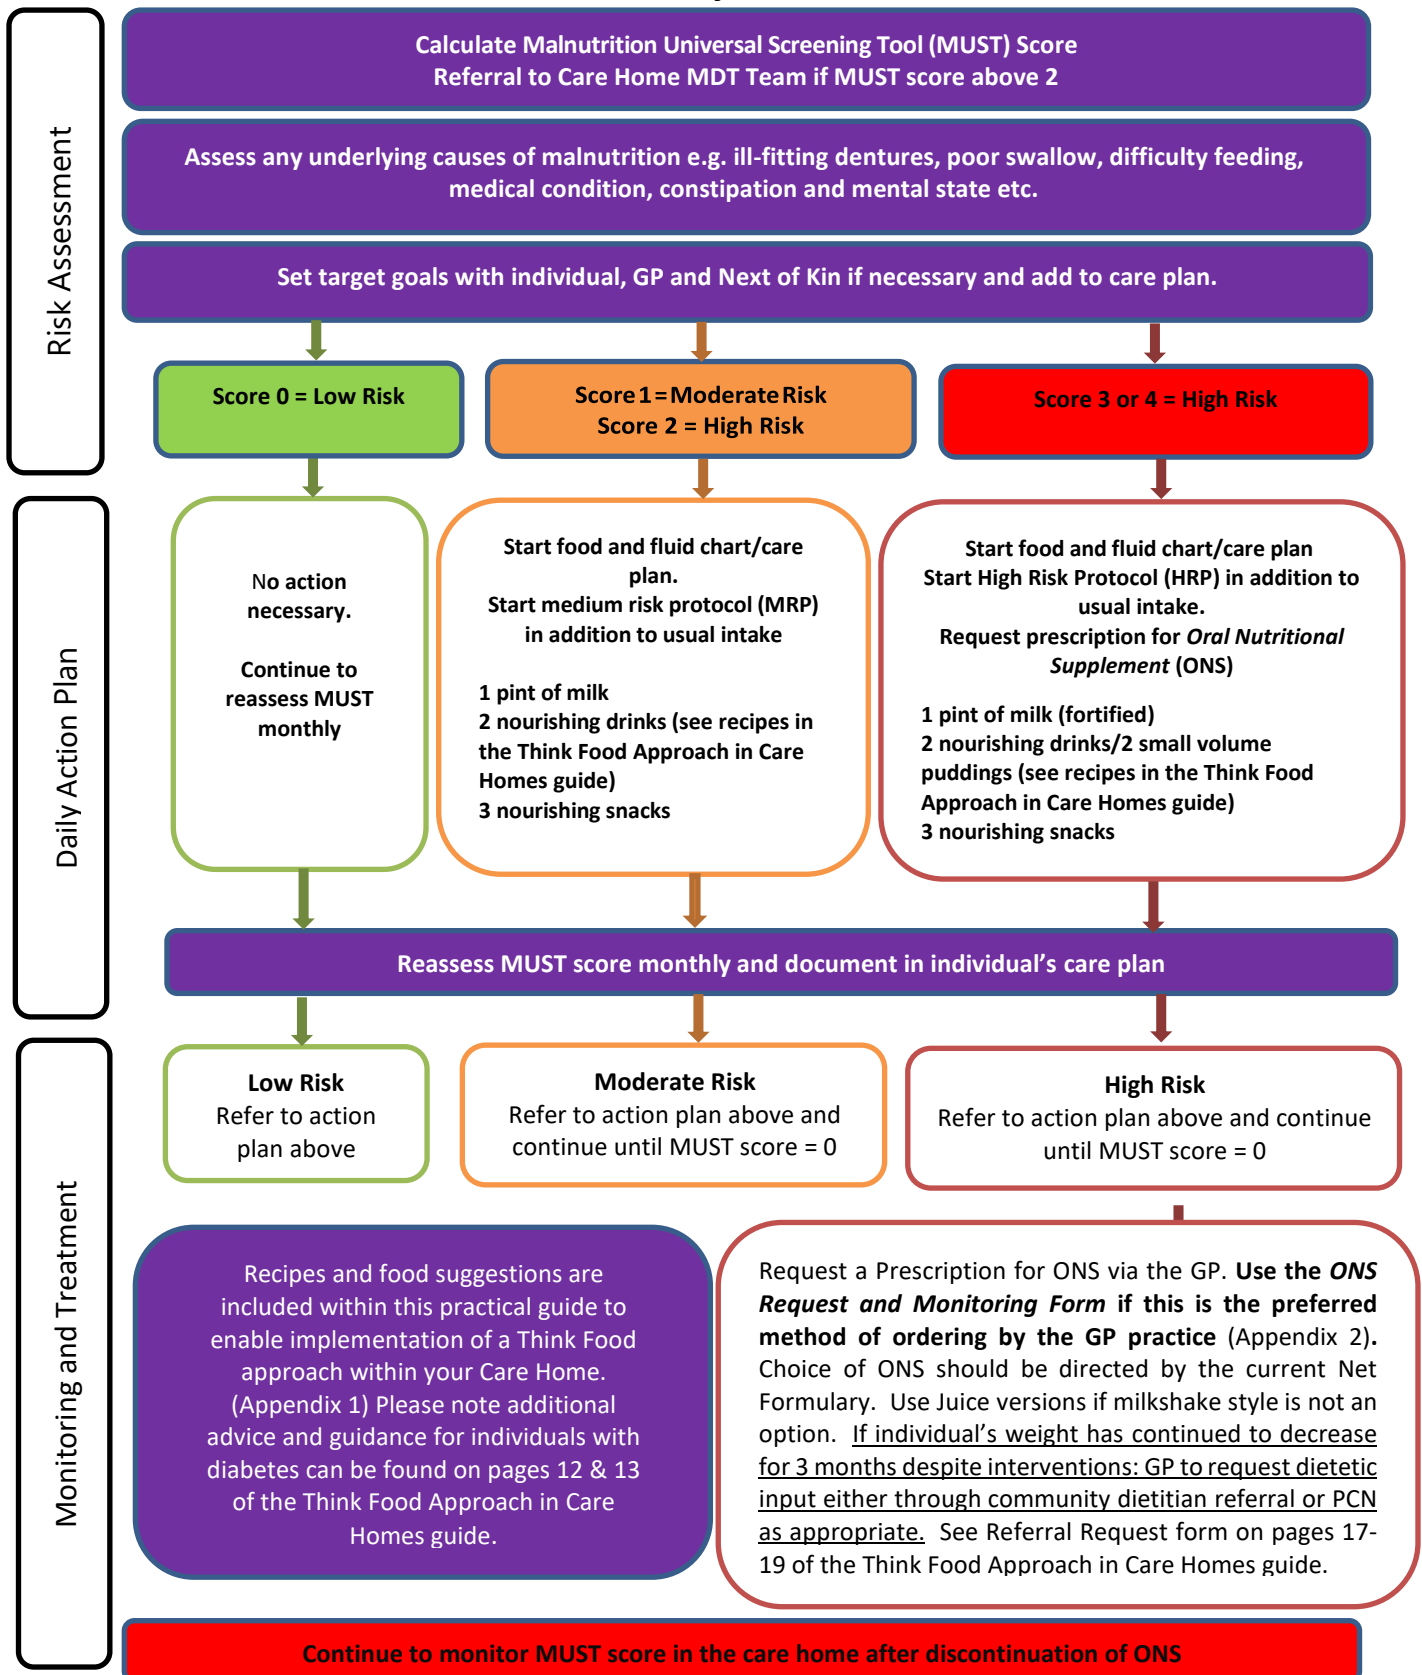 Calculate Malnutrition Universal Screening Tool (MUST) Score
Referral to Care Home MDT Team if MUST score above 2
Risk Assessment
Assess any underlying causes of malnutrition e.g. ill-fitting dentures, poor swallow, difficulty feeding,
medical condition, constipation and mental state etc.
Set target goals with individual, GP and Next of Kin if necessary and add to care plan.
Score 0 = Low Risk
Score 1 = Moderate Risk
Score 2 = High Risk
Score 3 or 4 = High Risk
Daily Action Plan
No action
necessary.
Continue to
reassess MUST
monthly
Start food and fluid chart/care
plan.
Start medium risk protocol (MRP)
in addition to usual intake
1 pint of milk
2 nourishing drinks (see recipes in
the Think Food Approach in Care
Homes guide)
3 nourishing snacks
Start food and fluid chart/care plan
Start High Risk Protocol (HRP) in addition to
usual intake.
Request prescription for Oral Nutritional
Supplement (ONS)
1 pint of milk (fortified)
2 nourishing drinks/2 small volume
puddings (see recipes in the Think Food
Approach in Care Homes guide)
3 nourishing snacks
Reassess MUST score monthly and document in individual’s care plan
Monitoring and Treatment
Low Risk
Refer to action
plan above
Moderate Risk
Refer to action plan above and
continue until MUST score = 0
High Risk
Refer to action plan above and continue
until MUST score = 0
Recipes and food suggestions are
included within this practical guide to
enable implementation of a Think Food
approach within your Care Home.
(Appendix 1) Please note additional
advice and guidance for individuals with
diabetes can be found on pages 12 & 13
of the Think Food Approach in Care
Homes guide.
Request a Prescription for ONS via the GP. Use the ONS
Request and Monitoring Form if this is the preferred
method of ordering by the GP practice (Appendix 2).
Choice of ONS should be directed by the current Net
Formulary. Use Juice versions if milkshake style is not an
option. If individual’s weight has continued to decrease
for 3 months despite interventions: GP to request dietetic
input either through community dietitian referral or PCN
as appropriate. See Referral Request form on pages 17-
19 of the Think Food Approach in Care Homes guide.
Continue to monitor MUST score in the care home after discontinuation of ONS